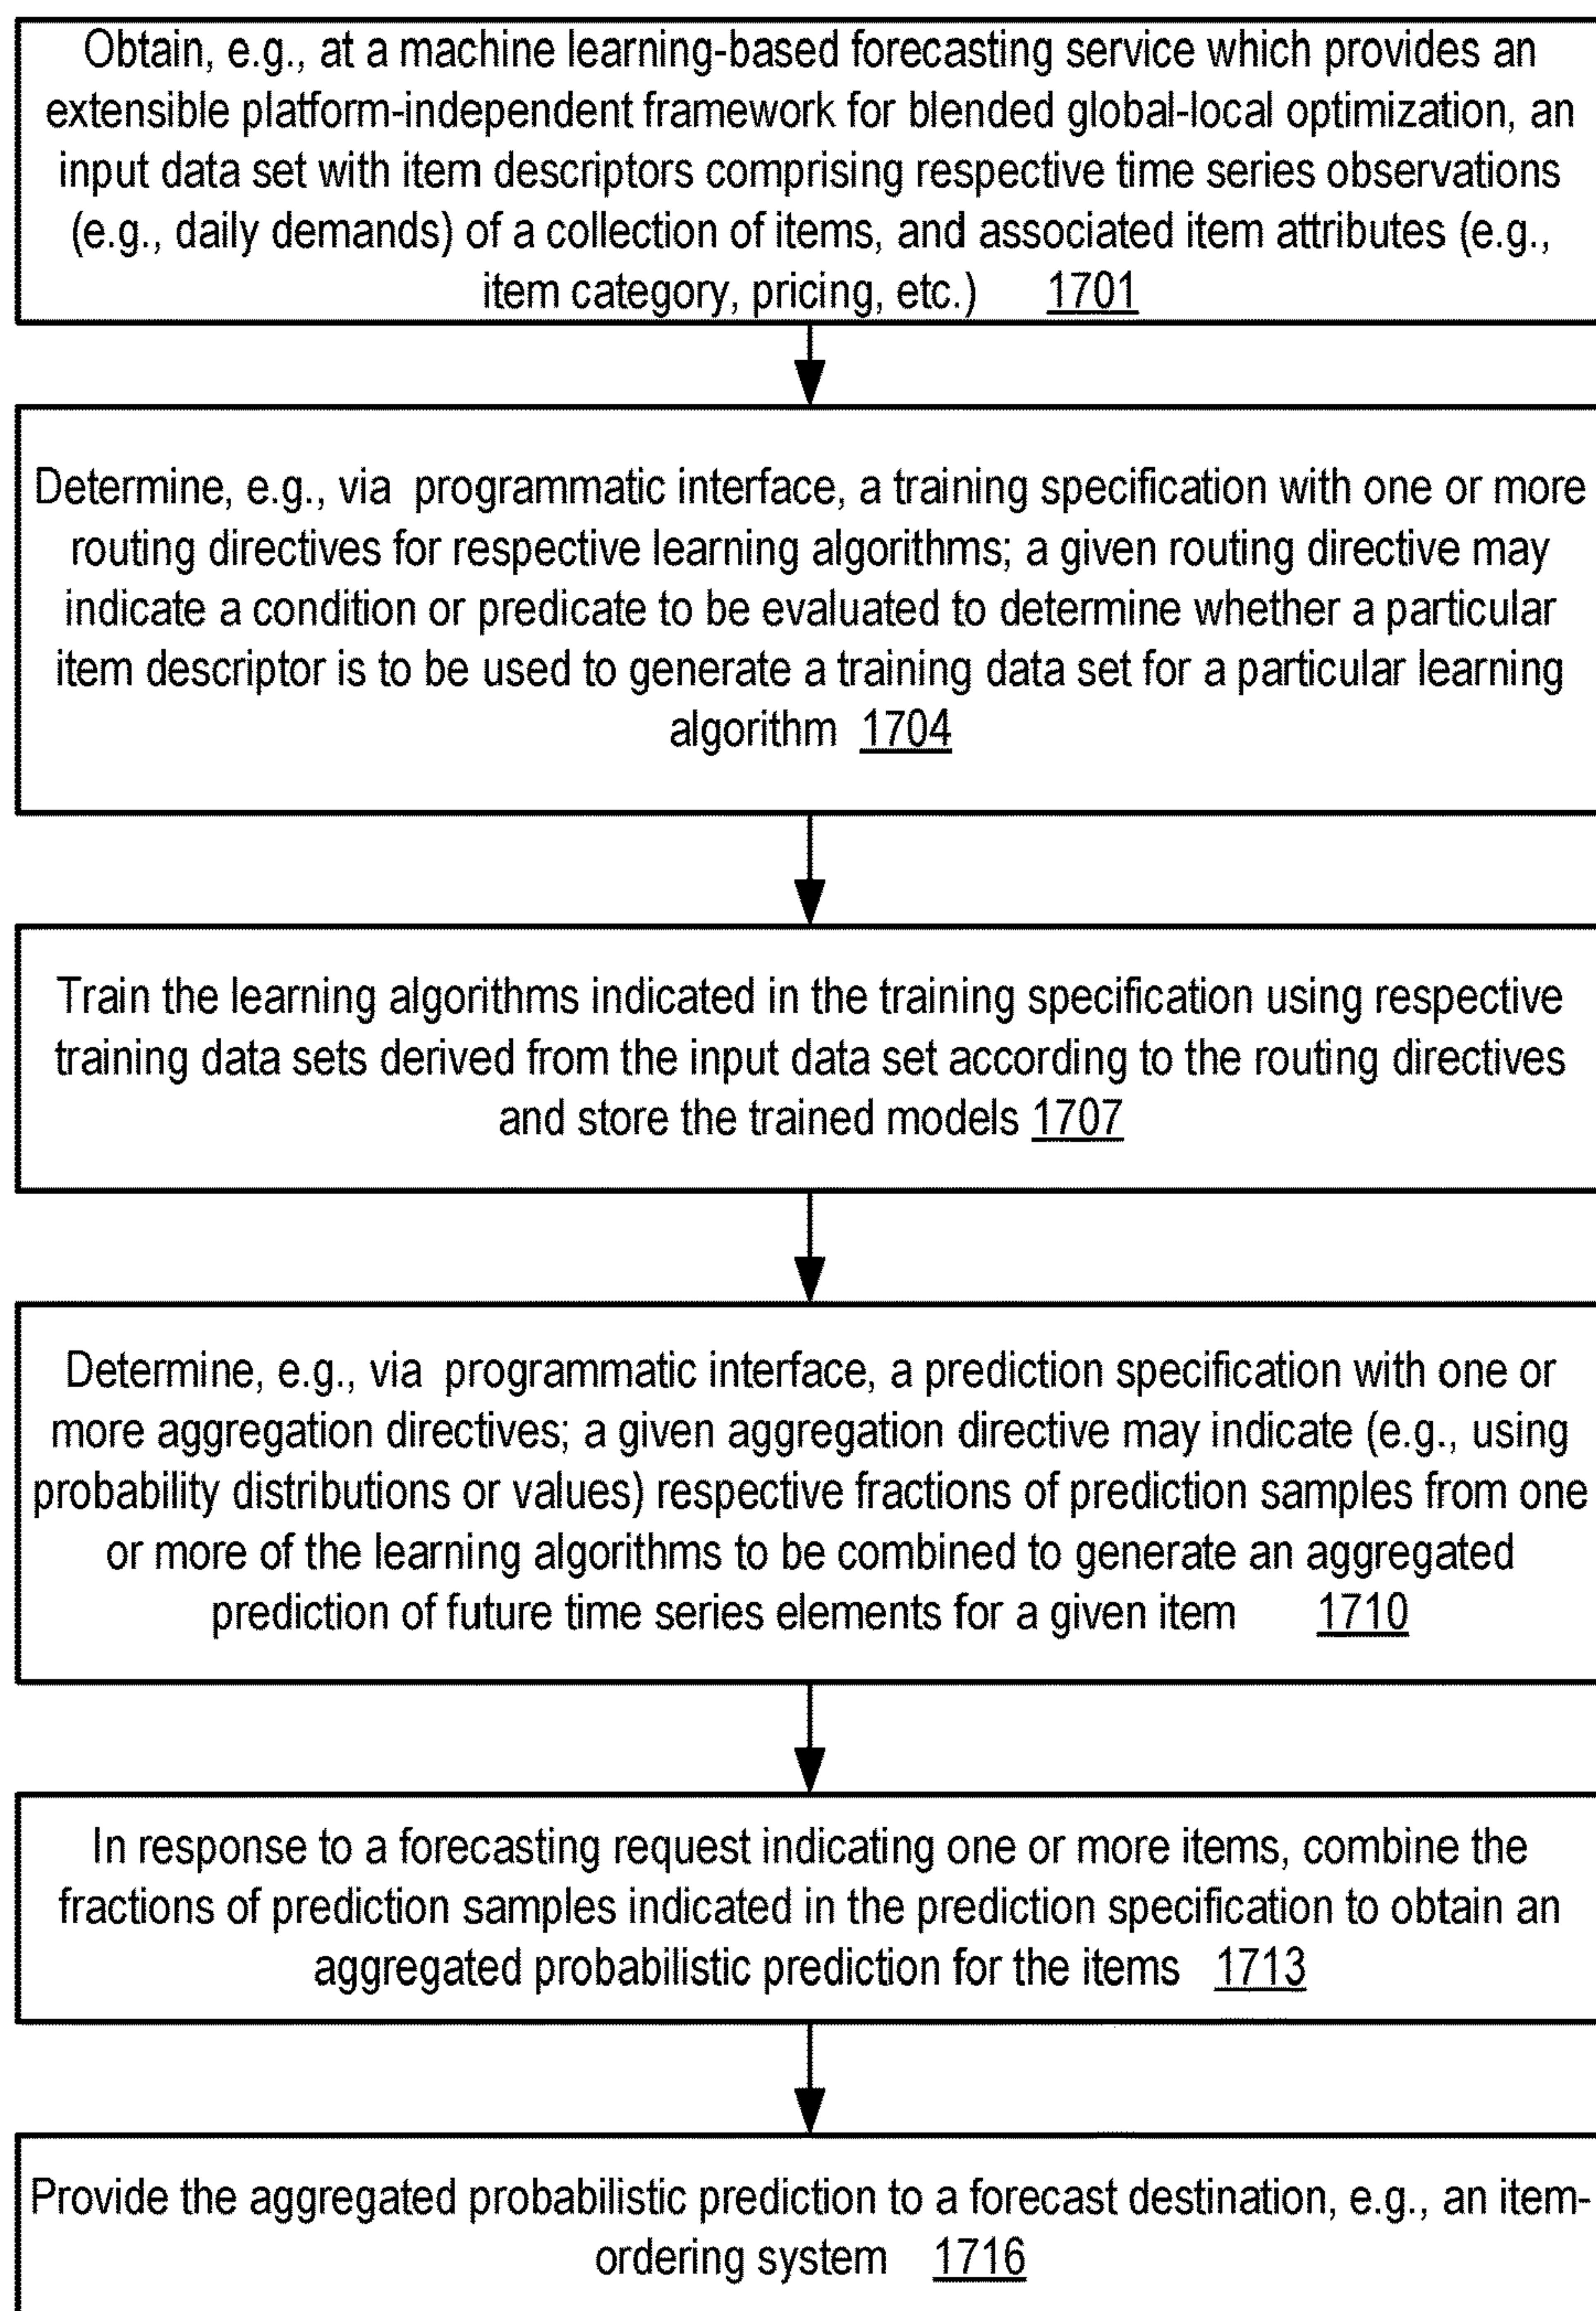 Obtain, e.g., at a machine learning-based forecasting service which provides an
extensible platform-independent framework for blended global-local optimization, an
input data set with item descriptors comprising respective time series observations
(e.g., daily demands) of a collection of items, and associated item attributes (e.g.,
item category, pricing, etc.) 1701
Determine, e.g., via programmatic interface, a training specification with one or more
routing directives for respective learning algorithms; a given routing directive may
indicate a condition or predicate to be evaluated to determine whether a particular
item descriptor is to be used to generate a training data set for a particular learning
algorithm 1704
Train the learning algorithms indicated in the training specification using respective
training data sets derived from the input data set according to the routing directives
and store the trained models 1707
Determine, e.g., via programmatic interface, a prediction specification with one or
more aggregation directives; a given aggregation directive may indicate (e.g., using
probability distributions or values) respective fractions of prediction samples from one
or more of the learning algorithms to be combined to generate an aggregated
prediction of future time series elements for a given item 1710
In response to a forecasting request indicating one or more items, combine the
fractions of prediction samples indicated in the prediction specification to obtain an
aggregated probabilistic prediction for the items 1713
Provide the aggregated probabilistic prediction to a forecast destination, e.g., an item-
ordering system 1716